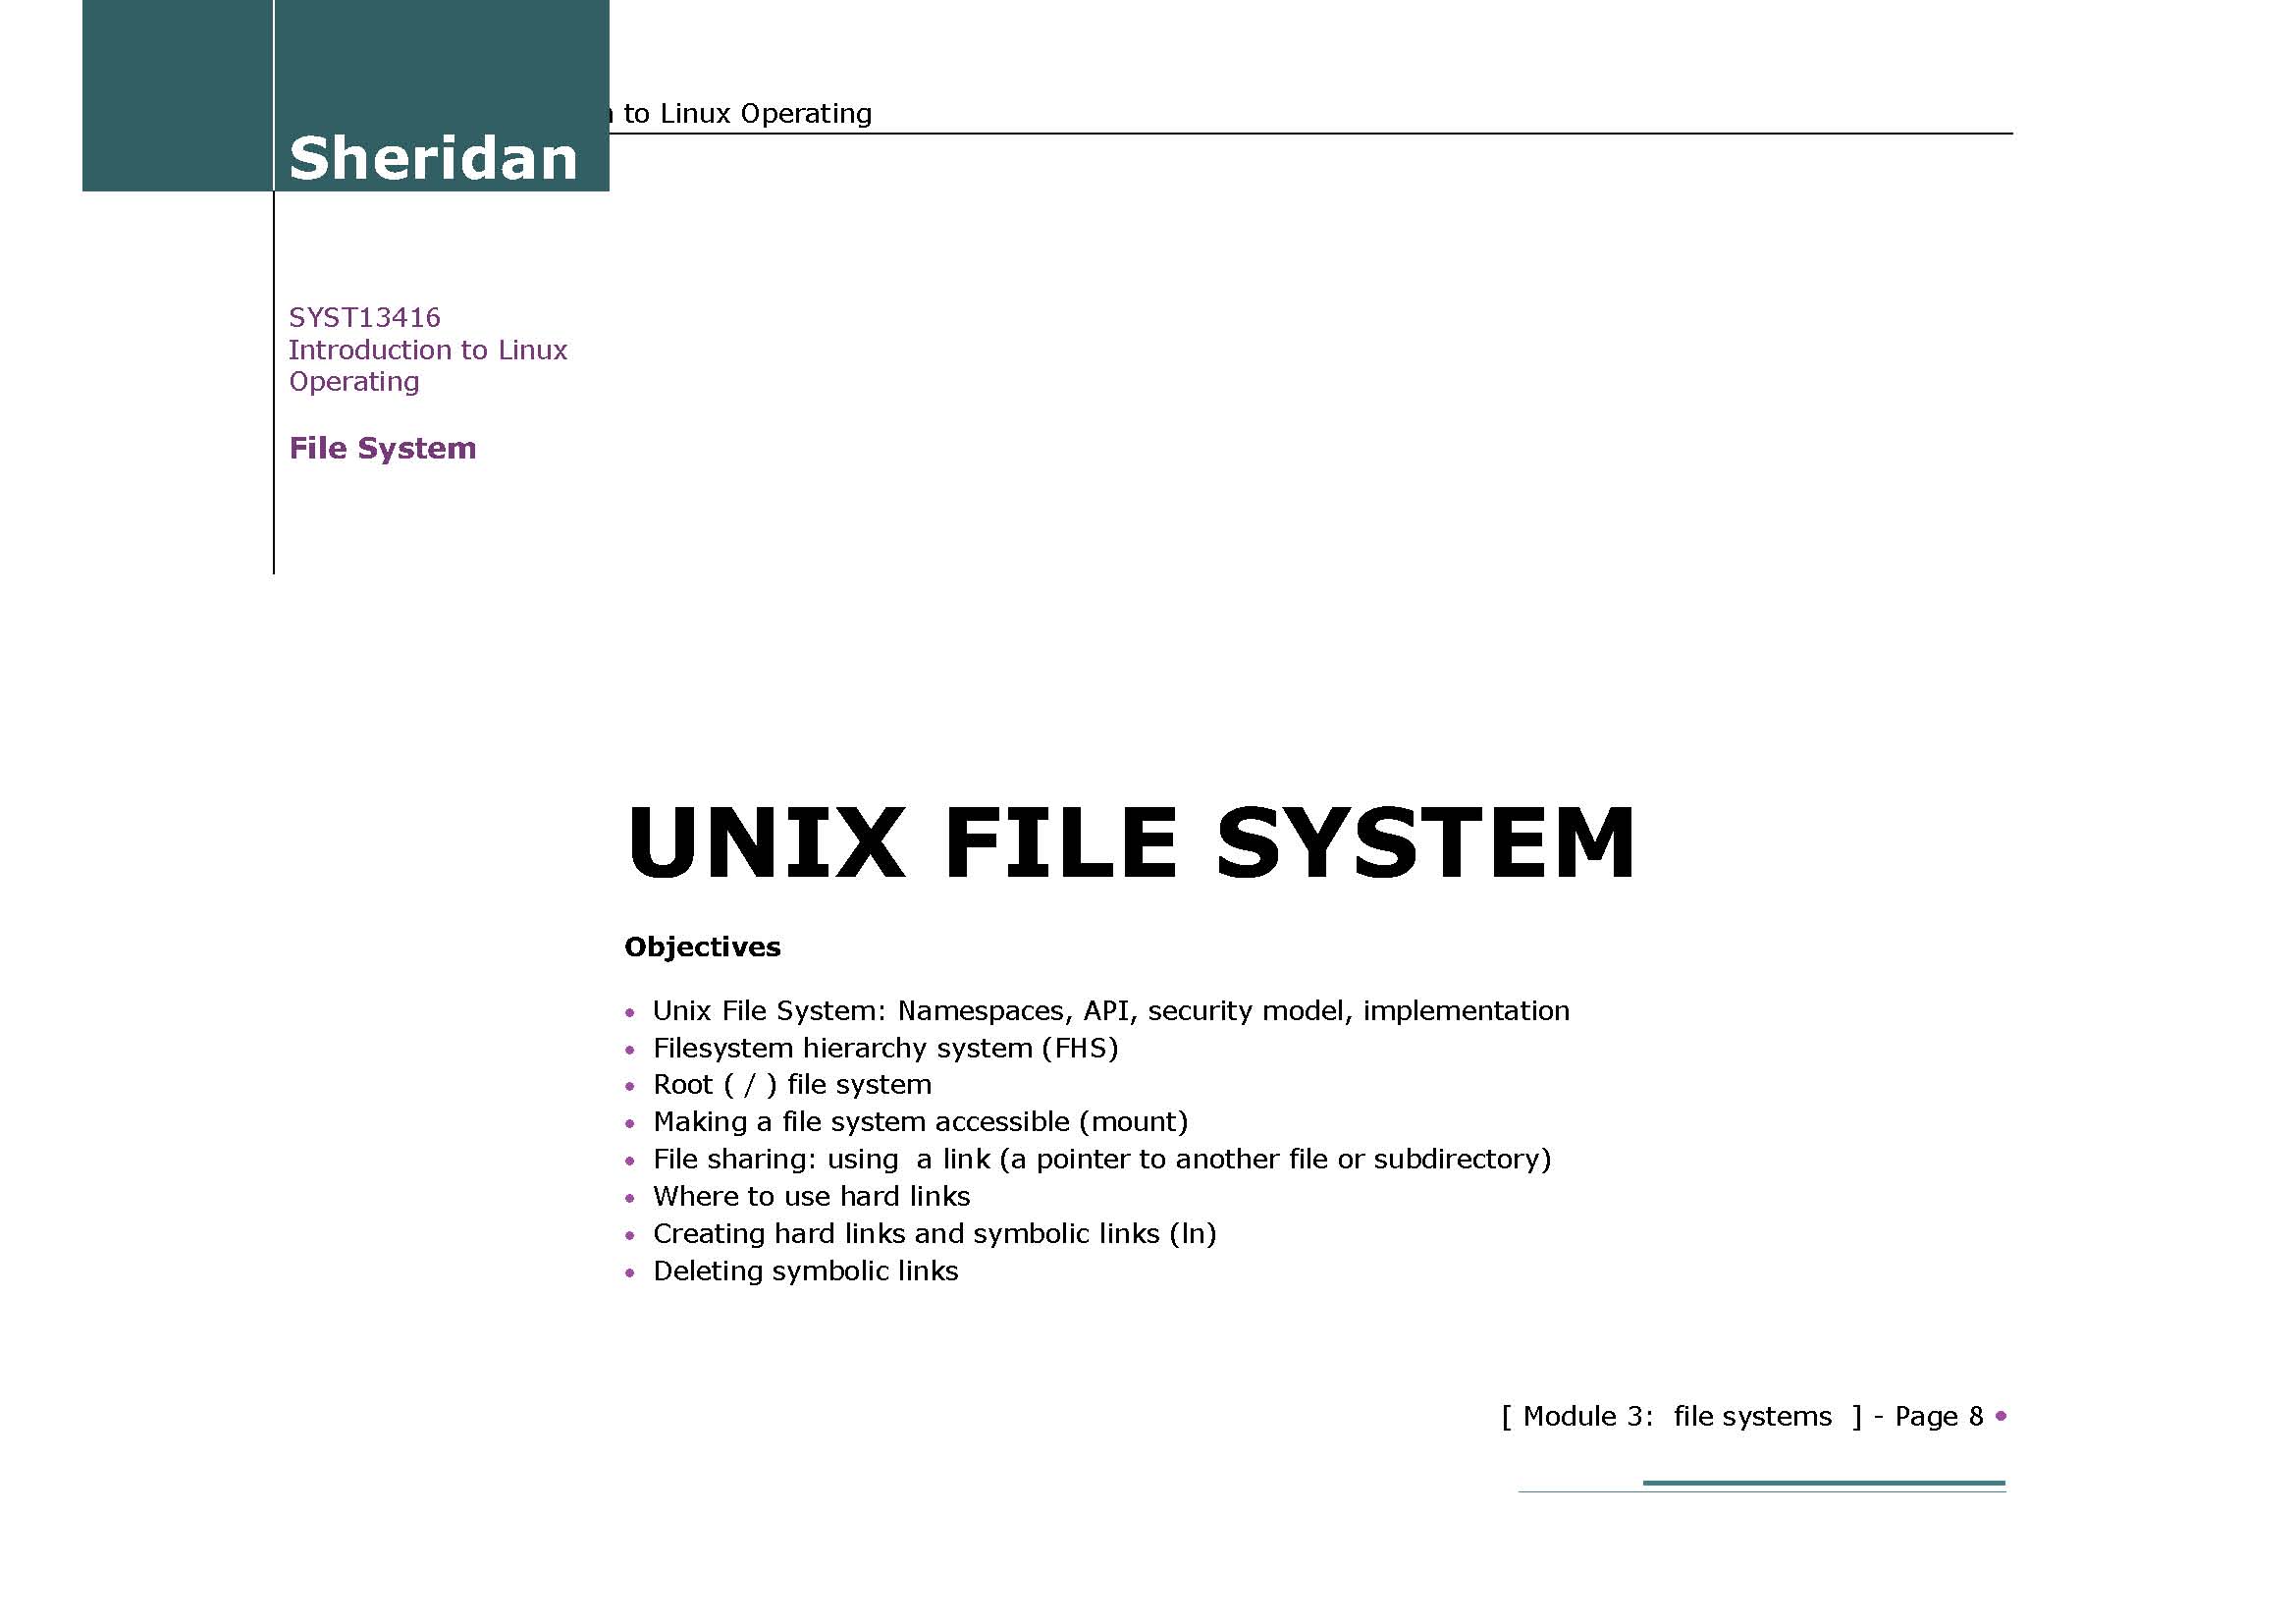 to Linux Operating
Sheridan
SYST13416
Introduction to Linux
Operating
File System
UNIX FILE SYSTEM
Objectives
• Unix File System: Namespaces, API, security model, implementation
• Filesystem hierarchy system (FHS)
• Root ( / ) file system
• Making a file system accessible (mount)
• File sharing: using  a link (a pointer to another file or subdirectory)
• Where to use hard links
• Creating hard links and symbolic links (ln)
• Deleting symbolic links
[ Module 3:  file systems  ] - Page 8 •